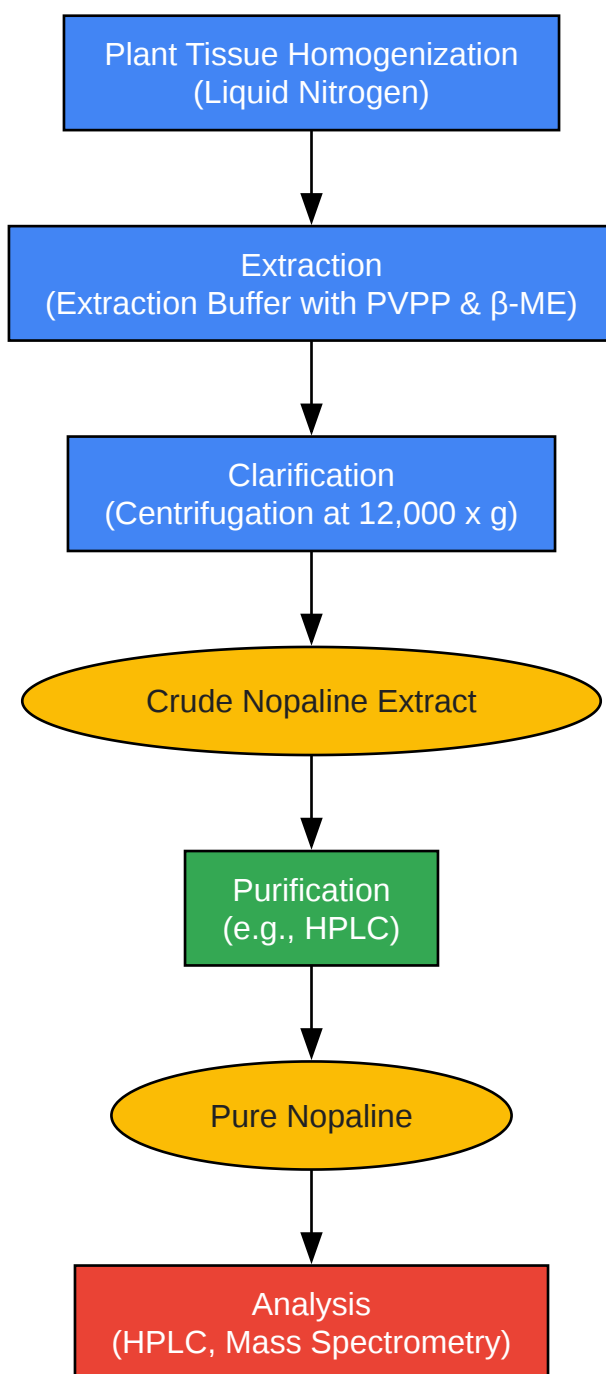 Plant Tissue Homogenization
(Liquid Nitrogen)
Extraction
(Extraction Buffer with PVPP & β-ME)
Clarification
(Centrifugation at 12,000 x g)
Crude Nopaline Extract
Purification
(e.g., HPLC)
Pure Nopaline
Analysis
(HPLC, Mass Spectrometry)